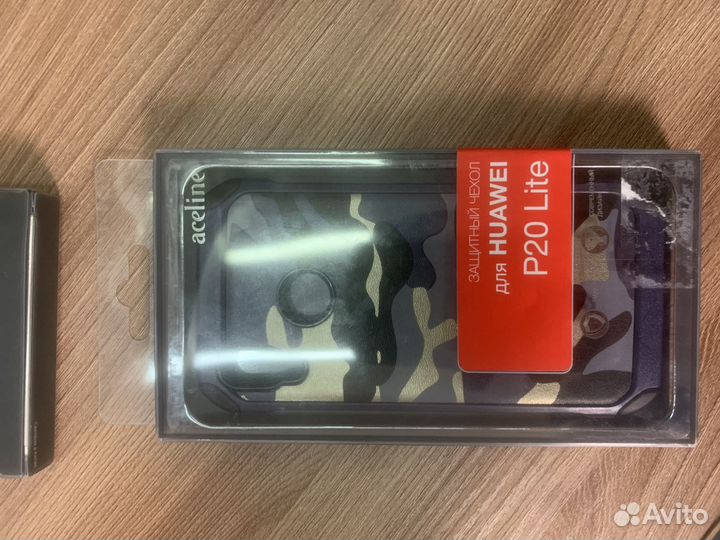 aceline
ЗАЩИТНЫЙ ЧЕХОЛ
для HUAWEI
P20 Lite
Avito